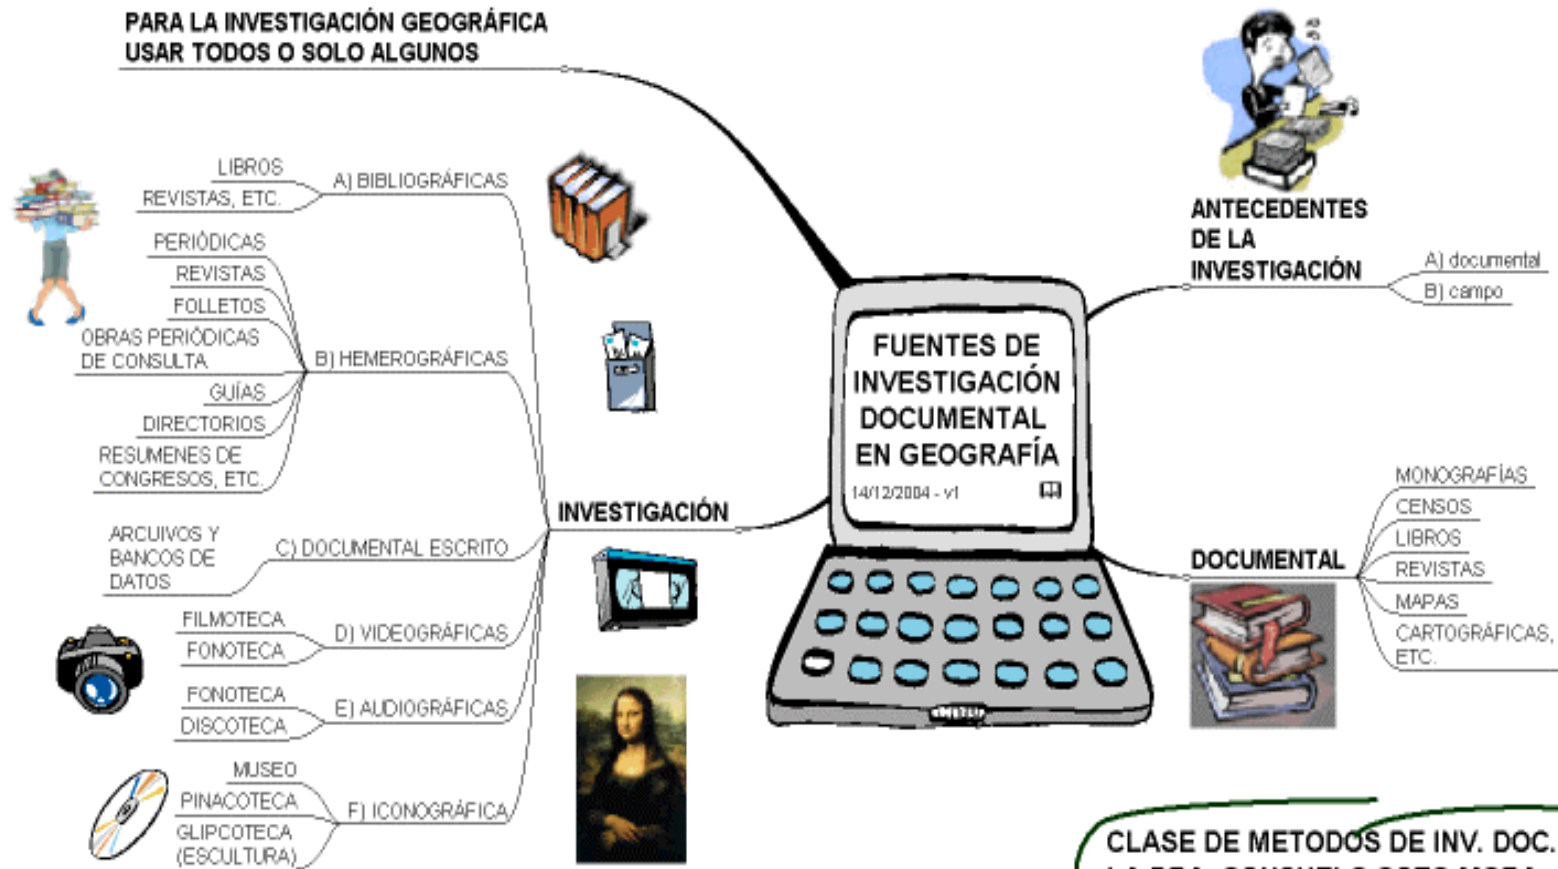 PARA LA INVESTIGACIÓN GEOGRÁFICA
USAR TODOS O SOLO ALGUNOS
LIBROS
REVISTAS, ETC.
A) BIBLIOGRÁFICAS
PERIÓDICAS
REVISTAS
FOLLETOS
OBRAS PERIÓDICAS
DE CONSULTA
GUÍAS
DIRECTORIOS
RESUMENES DE
CONGRESOS, ETC.
B) HEMEROGRÁFICAS
ARCUIVOS Y
BANCOS DE
DATOS
C) DOCUMENTAL ESCRITO
FILMOTECA
FONOTECA
D) VIDEOGRÁFICAS
FONOTECA
DISCOTECA
E) AUDIOGRÁFICAS
MUSEO
PINACOTECA
GLIPCOTECA
(ESCULTURA)
F) ICONOGRÁFICA
INVESTIGACIÓN
FUENTES DE
INVESTIGACIÓN
DOCUMENTAL
EN GEOGRAFÍA
14/12/2004 - v1
ANTECEDENTES
DE LA
INVESTIGACIÓN
A) documental
B) campo
DOCUMENTAL
MONOGRAFÍAS
CENSOS
LIBROS
REVISTAS
MAPAS
CARTOGRÁFICAS,
ETC.
CLASE DE METODOS DE INV. DOC.